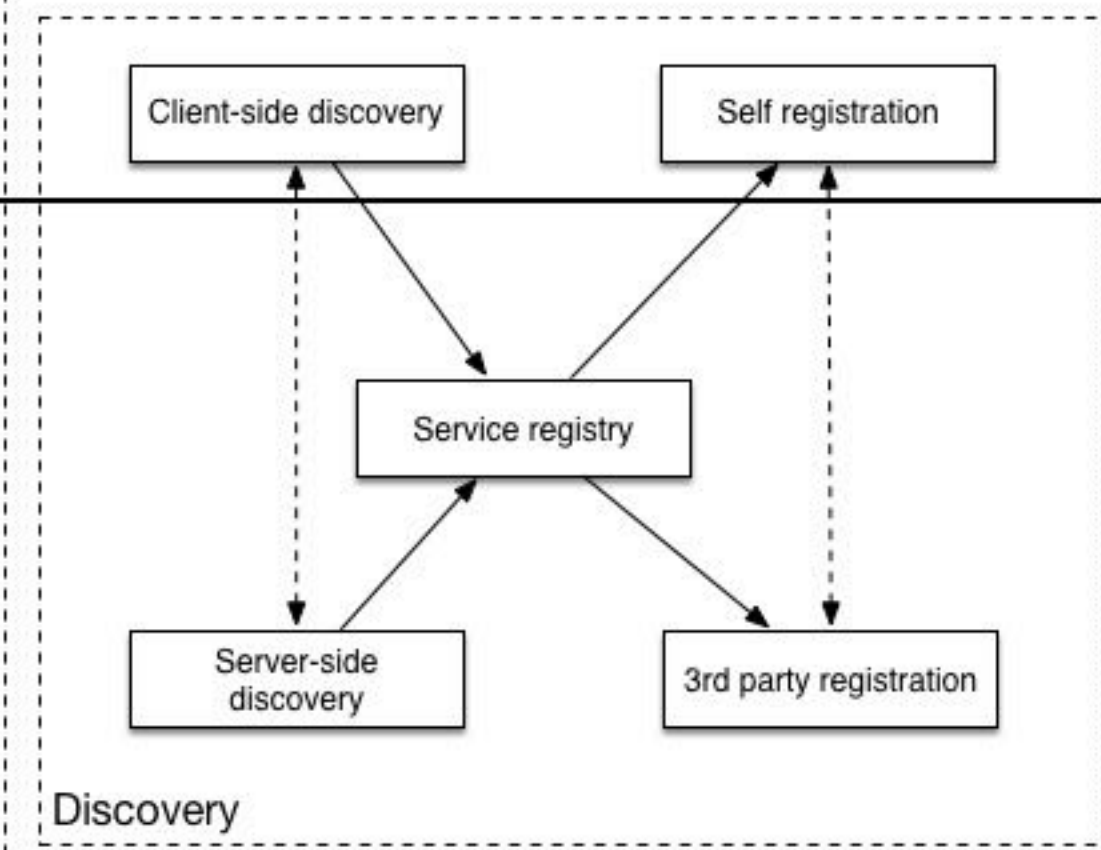 Client-side discovery
Self registration
Service registry
Server-side
discovery
3rd party registration
Discovery